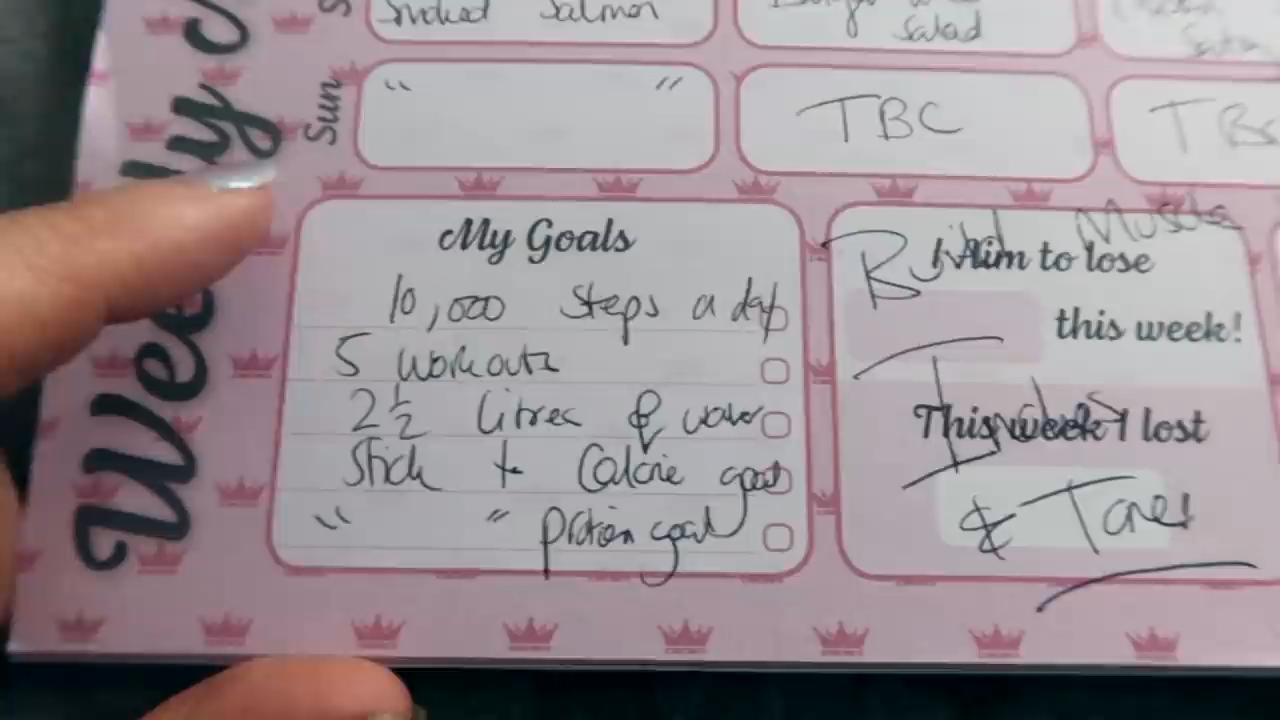 Smoked Salmon
Salad
Weekly
Sun
" "
TBC
TBC
My Goals
10,000 steps a day
5 workouts
2½ litres of water
Stick to Calorie goal
" " protein goal
Build Muscle
I Aim to lose
this week!
This week I lost
& Toned